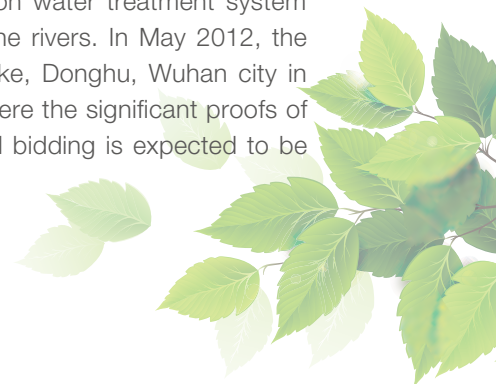 on water treatment system
ne rivers. In May 2012, the
ke, Donghu, Wuhan city in
ere the significant proofs of
l bidding is expected to be